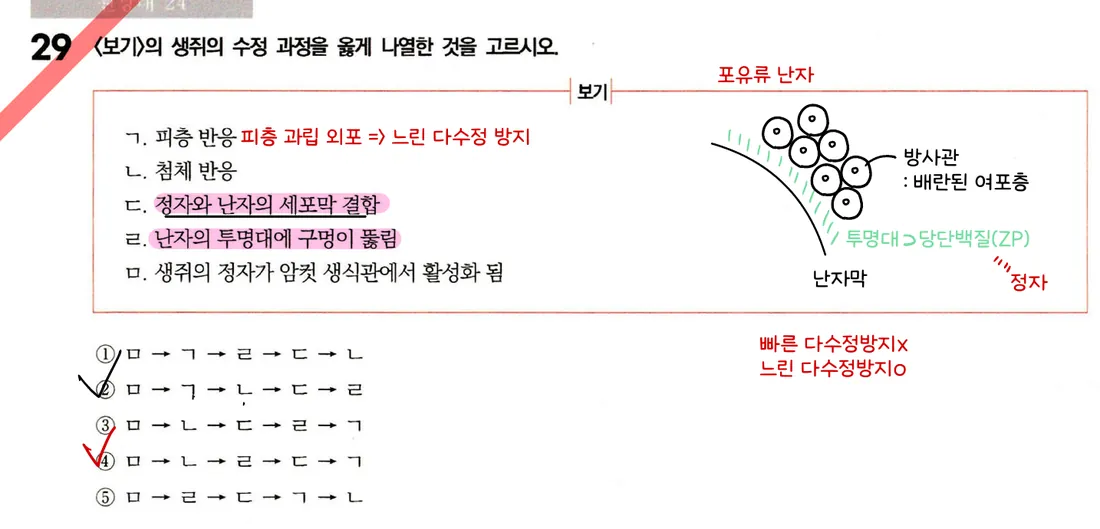 29 <보기>의 생쥐의 수정 과정을 옳게 나열한 것을 고르시오.
보기
ㄱ. 피층 반응 피층 과립 외포 => 느린 다수정 방지
ㄴ. 첨체 반응
ㄷ. 정자와 난자의 세포막 결합
ㄹ. 난자의 투명대에 구멍이 뚫림
ㅁ. 생쥐의 정자가 암컷 생식관에서 활성화 됨
포유류 난자
방사관
: 배란된 여포층
투명대⊃당단백질(ZP)
정자
난자막
빠른 다수정방지x
느린 다수정방지o
① ㅁ → ㄱ → ㄹ → ㄷ → ㄴ
② ㅁ → ㄱ → ㄴ → ㄷ → ㄹ
③ ㅁ → ㄴ → ㄷ → ㄹ → ㄱ
④ ㅁ → ㄴ → ㄹ → ㄷ → ㄱ
⑤ ㅁ → ㄹ → ㄷ → ㄱ → ㄴ